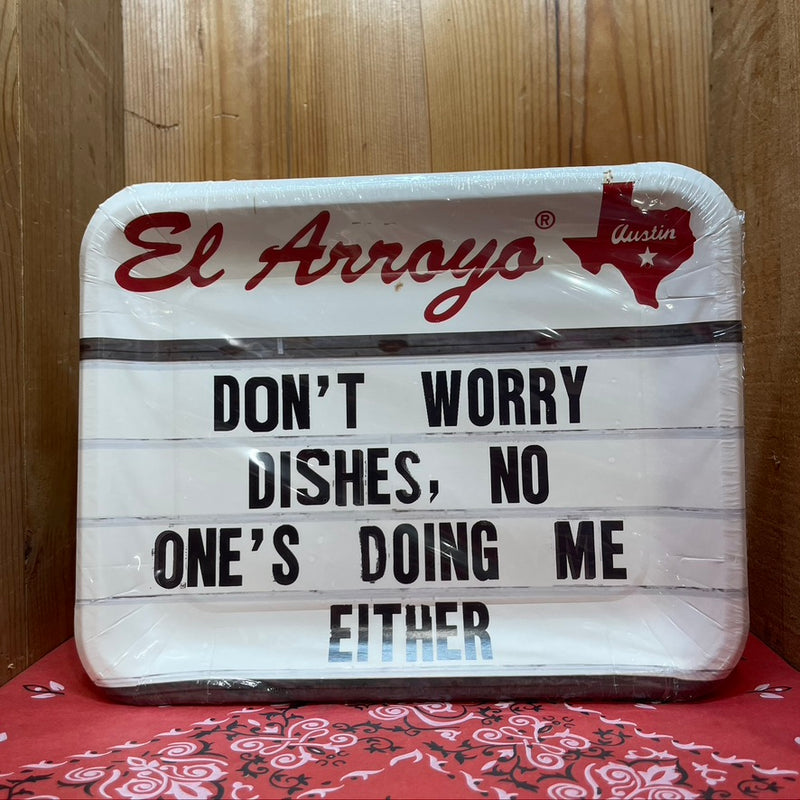 El Arroyo®
Austin
DON'T WORRY
DISHES, NO
ONE'S DOING ME
EITHER